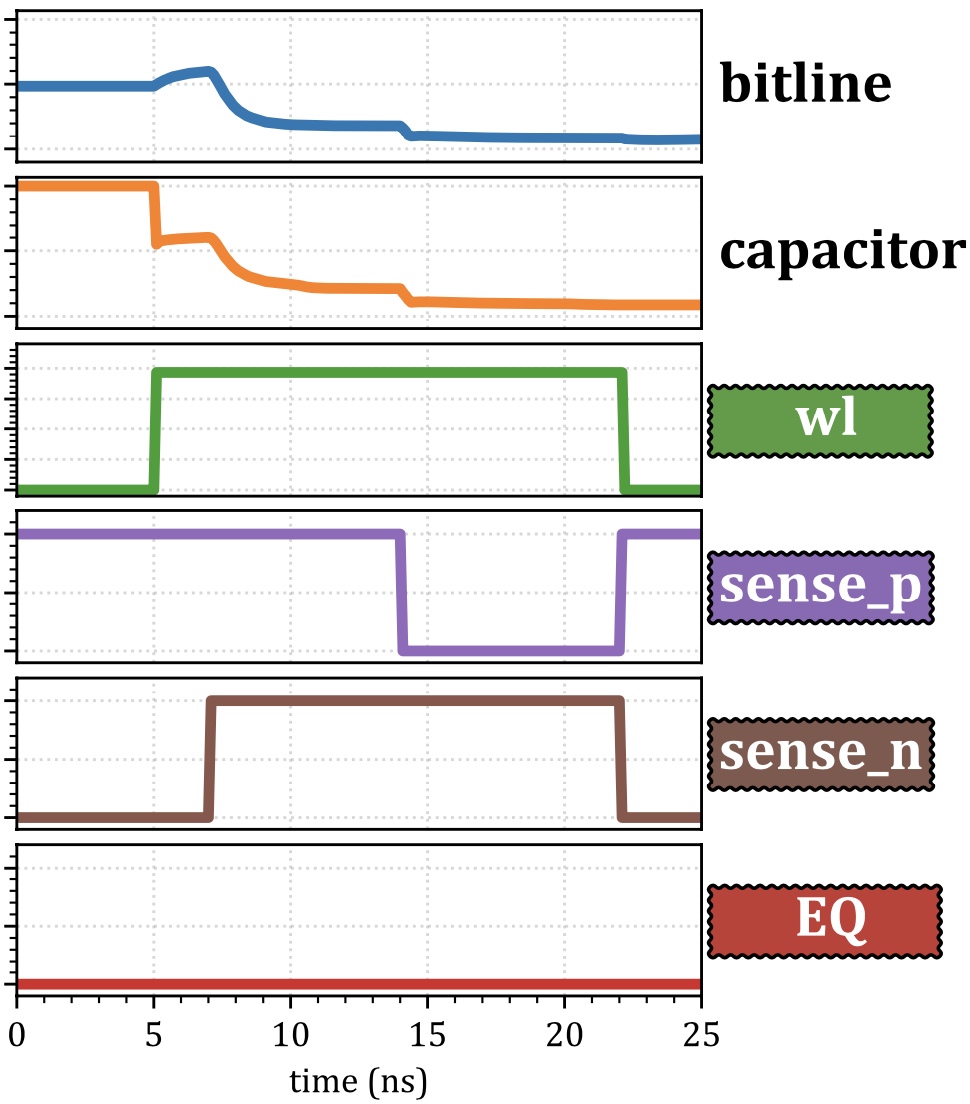 bitline
capacitor
wl
sense_p
sense_n
EQ
0 5 10 15 20 25
time (ns)